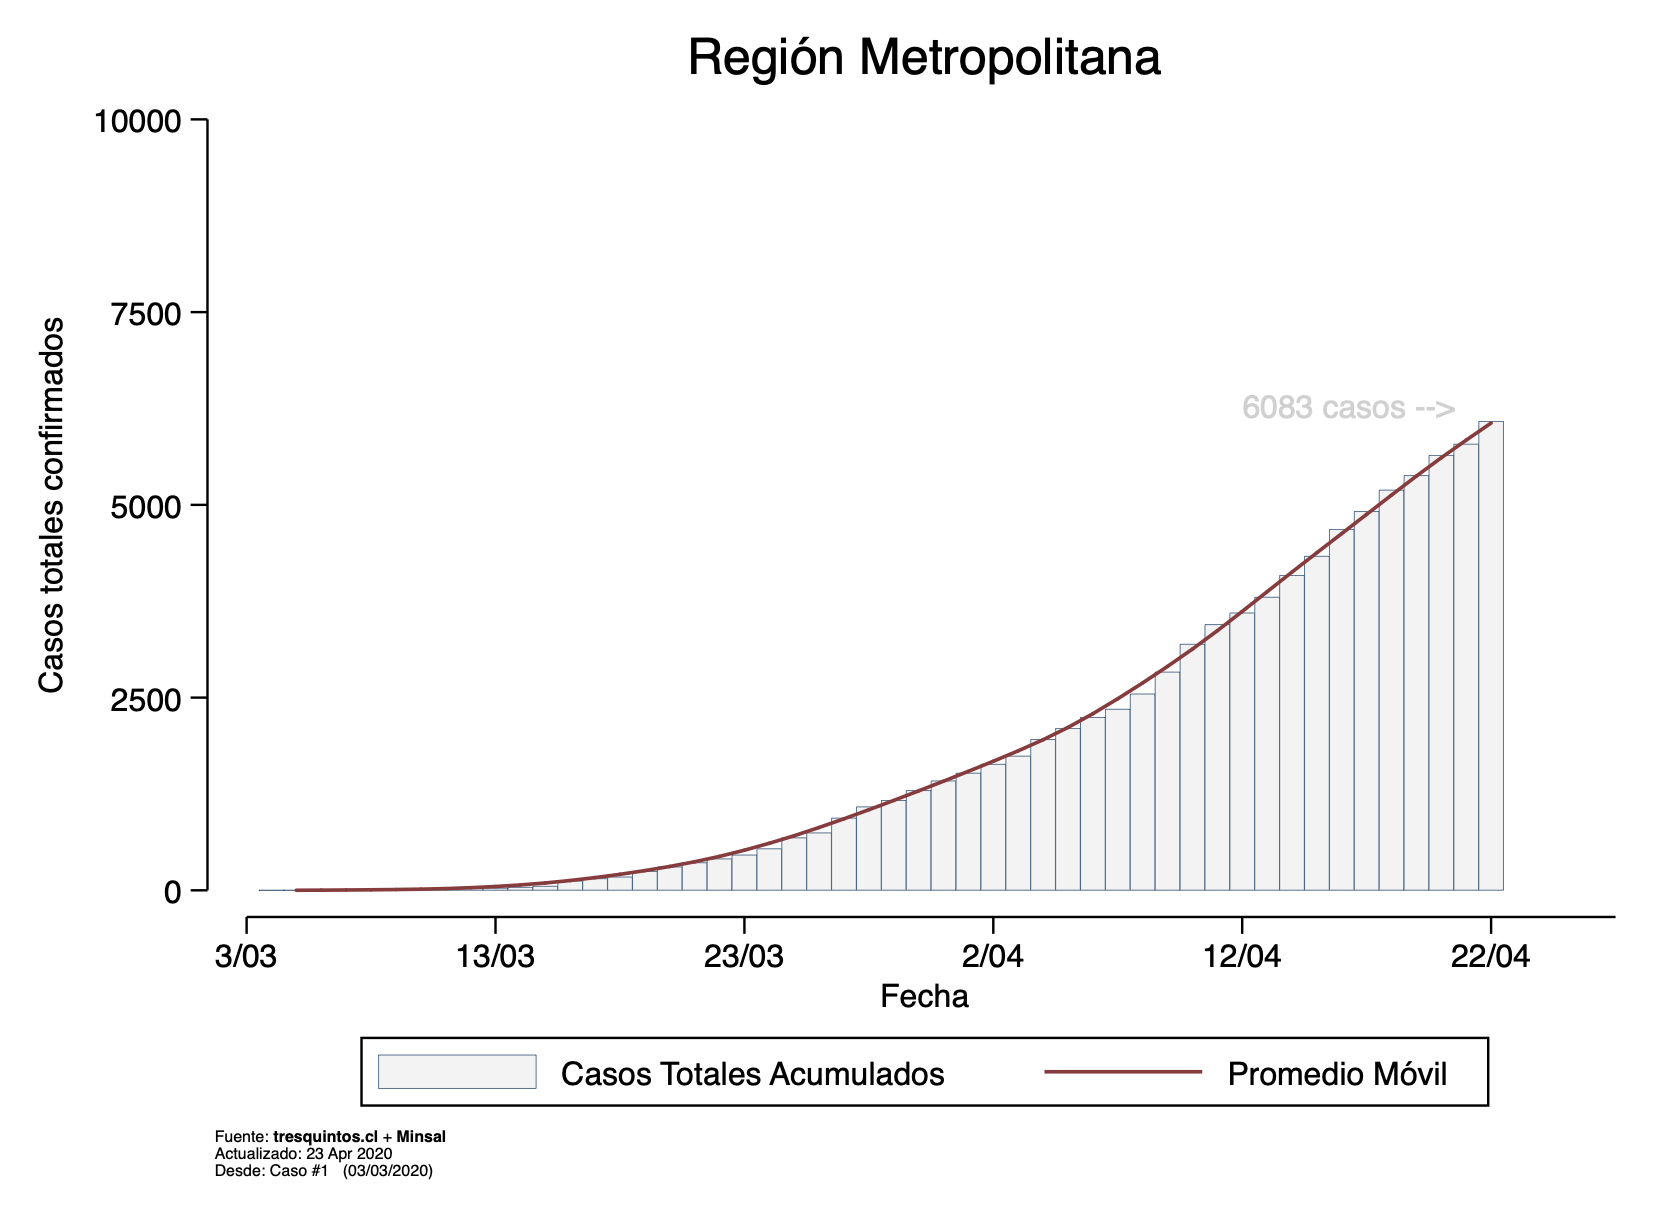 Región Metropolitana
10000
7500
5000
2500
0
Casos totales confirmados
6083 casos -->
3/03 13/03 23/03 2/04 12/04 22/04
Fecha
Casos Totales Acumulados Promedio Móvil
Fuente: tresquintos.cl + Minsal
Actualizado: 23 Apr 2020
Desde: Caso #1 (03/03/2020)